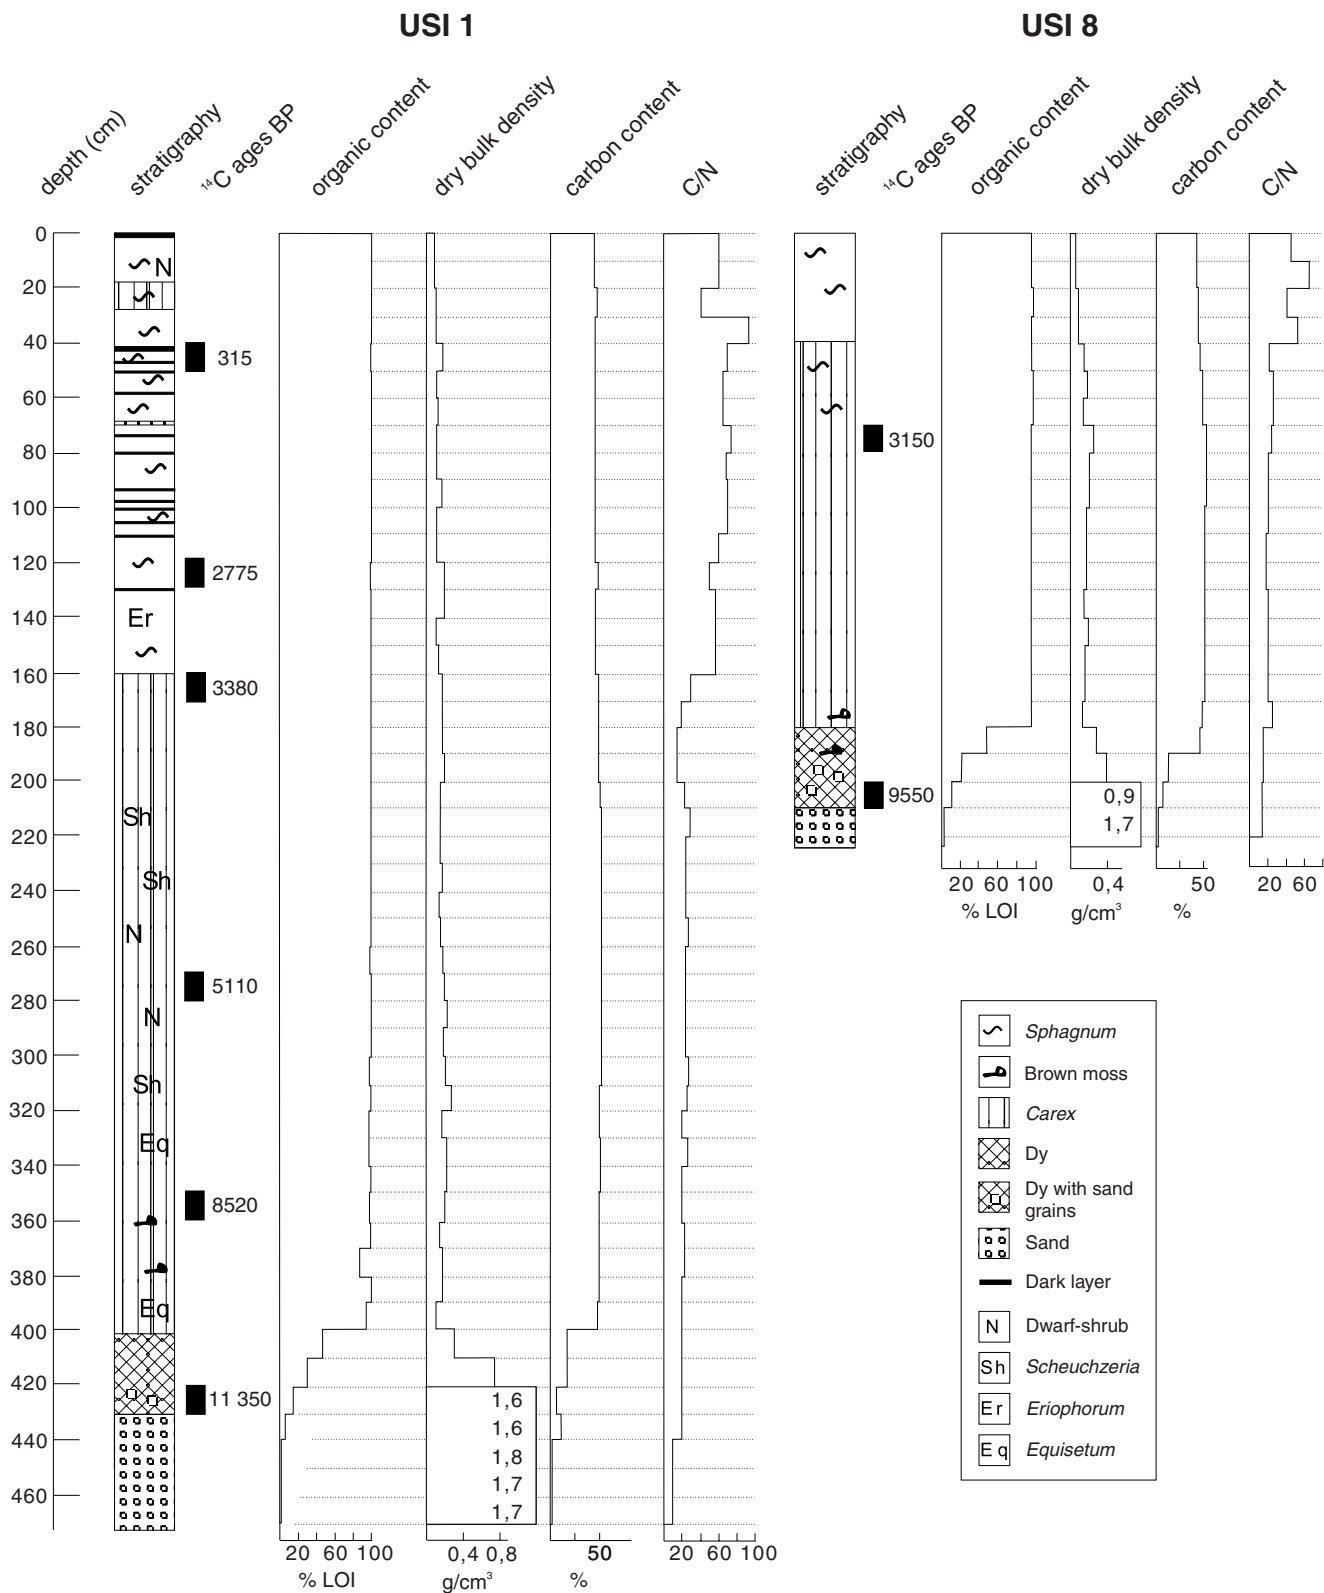 USI 1
USI 8
depth (cm)
stratigraphy
¹⁴C ages BP
organic content
dry bulk density
carbon content
C/N
stratigraphy
¹⁴C ages BP
organic content
dry bulk density
carbon content
C/N
0
20
40
60
80
100
120
140
160
180
200
220
240
260
280
300
320
340
360
380
400
420
440
460
N
Er
Sh
Sh
N
N
Sh
Eq
Eq
315
2775
3380
5110
8520
11 350
1,6
1,6
1,8
1,7
1,7
20 60 100
% LOI
0,4 0,8
g/cm³
50
%
20 60 100
3150
9550
0,9
1,7
20 60 100
% LOI
0,4
g/cm³
50
%
20 60
Sphagnum
Brown moss
Carex
Dy
Dy with sand
grains
Sand
Dark layer
N Dwarf-shrub
Sh Scheuchzeria
Er Eriophorum
Eq Equisetum